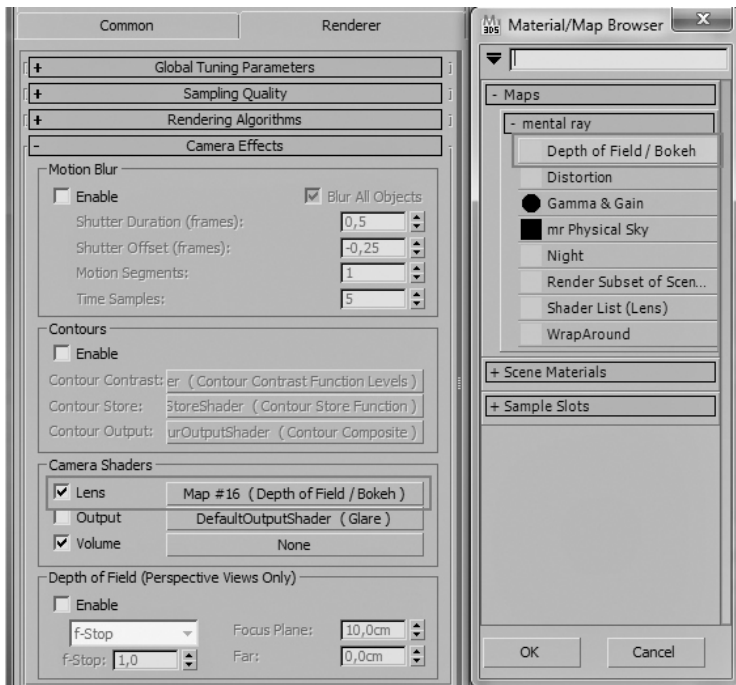 Common
Renderer
+ Global Tuning Parameters
+ Sampling Quality
+ Rendering Algorithms
- Camera Effects
Motion Blur
Enable
Blur All Objects
Shutter Duration (frames): 0,5
Shutter Offset (frames): -0,25
Motion Segments: 1
Time Samples: 5
Contours
Enable
Contour Contrast: er ( Contour Contrast Function Levels )
Contour Store: StoreShader ( Contour Store Function )
Contour Output: urOutputShader ( Contour Composite )
Camera Shaders
Lens Map #16 ( Depth of Field / Bokeh )
Output DefaultOutputShader ( Glare )
Volume None
Depth of Field (Perspective Views Only)
Enable
f-Stop Focus Plane: 10,0cm
f-Stop: 1,0 Far: 0,0cm
Material/Map Browser
- Maps
- mental ray
Depth of Field / Bokeh
Distortion
Gamma & Gain
mr Physical Sky
Night
Render Subset of Scen...
Shader List (Lens)
WrapAround
+ Scene Materials
+ Sample Slots
OK Cancel